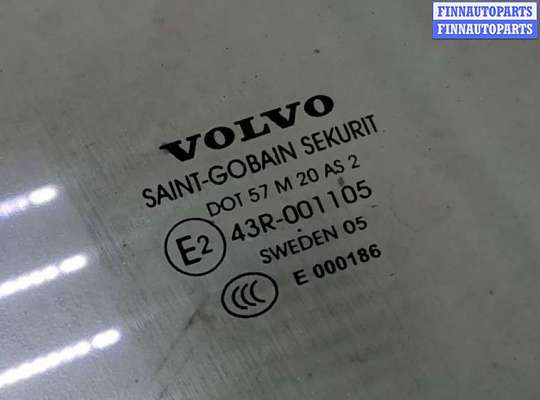 FINNAUTOPARTS
FINNAUTOPARTS
VOLVO
SAINT-GOBAIN SEKURIT
DOT 57 M 20 AS 2
E2 43R-001105
SWEDEN 05
CCC E 000186